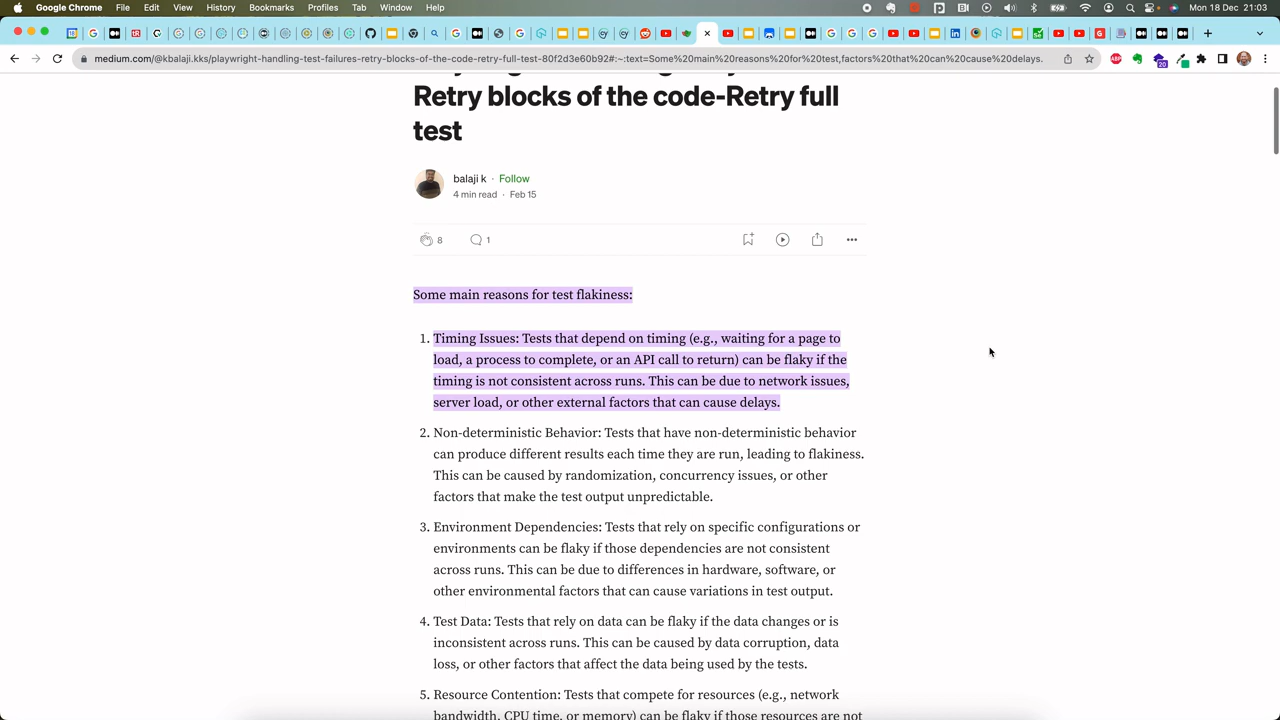 Google Chrome File Edit View History Bookmarks Profiles Tab Window Help Mon 18 Dec 21:03
medium.com/@kbalaji.kks/playwright-handling-test-failures-retry-blocks-of-the-code-retry-full-test-80f2d3e60b92#:~:text=Some%20main%20reasons%20for%20test,factors%20that%20can%20cause%20delays.
20
Retry blocks of the code-Retry full
test
balaji k · Follow
4 min read · Feb 15
8 1
Some main reasons for test flakiness:
1. Timing Issues: Tests that depend on timing (e.g., waiting for a page to
load, a process to complete, or an API call to return) can be flaky if the
timing is not consistent across runs. This can be due to network issues,
server load, or other external factors that can cause delays.
2. Non-deterministic Behavior: Tests that have non-deterministic behavior
can produce different results each time they are run, leading to flakiness.
This can be caused by randomization, concurrency issues, or other
factors that make the test output unpredictable.
3. Environment Dependencies: Tests that rely on specific configurations or
environments can be flaky if those dependencies are not consistent
across runs. This can be due to differences in hardware, software, or
other environmental factors that can cause variations in test output.
4. Test Data: Tests that rely on data can be flaky if the data changes or is
inconsistent across runs. This can be caused by data corruption, data
loss, or other factors that affect the data being used by the tests.
5. Resource Contention: Tests that compete for resources (e.g., network
bandwidth, CPU time, or memory) can be flaky if those resources are not